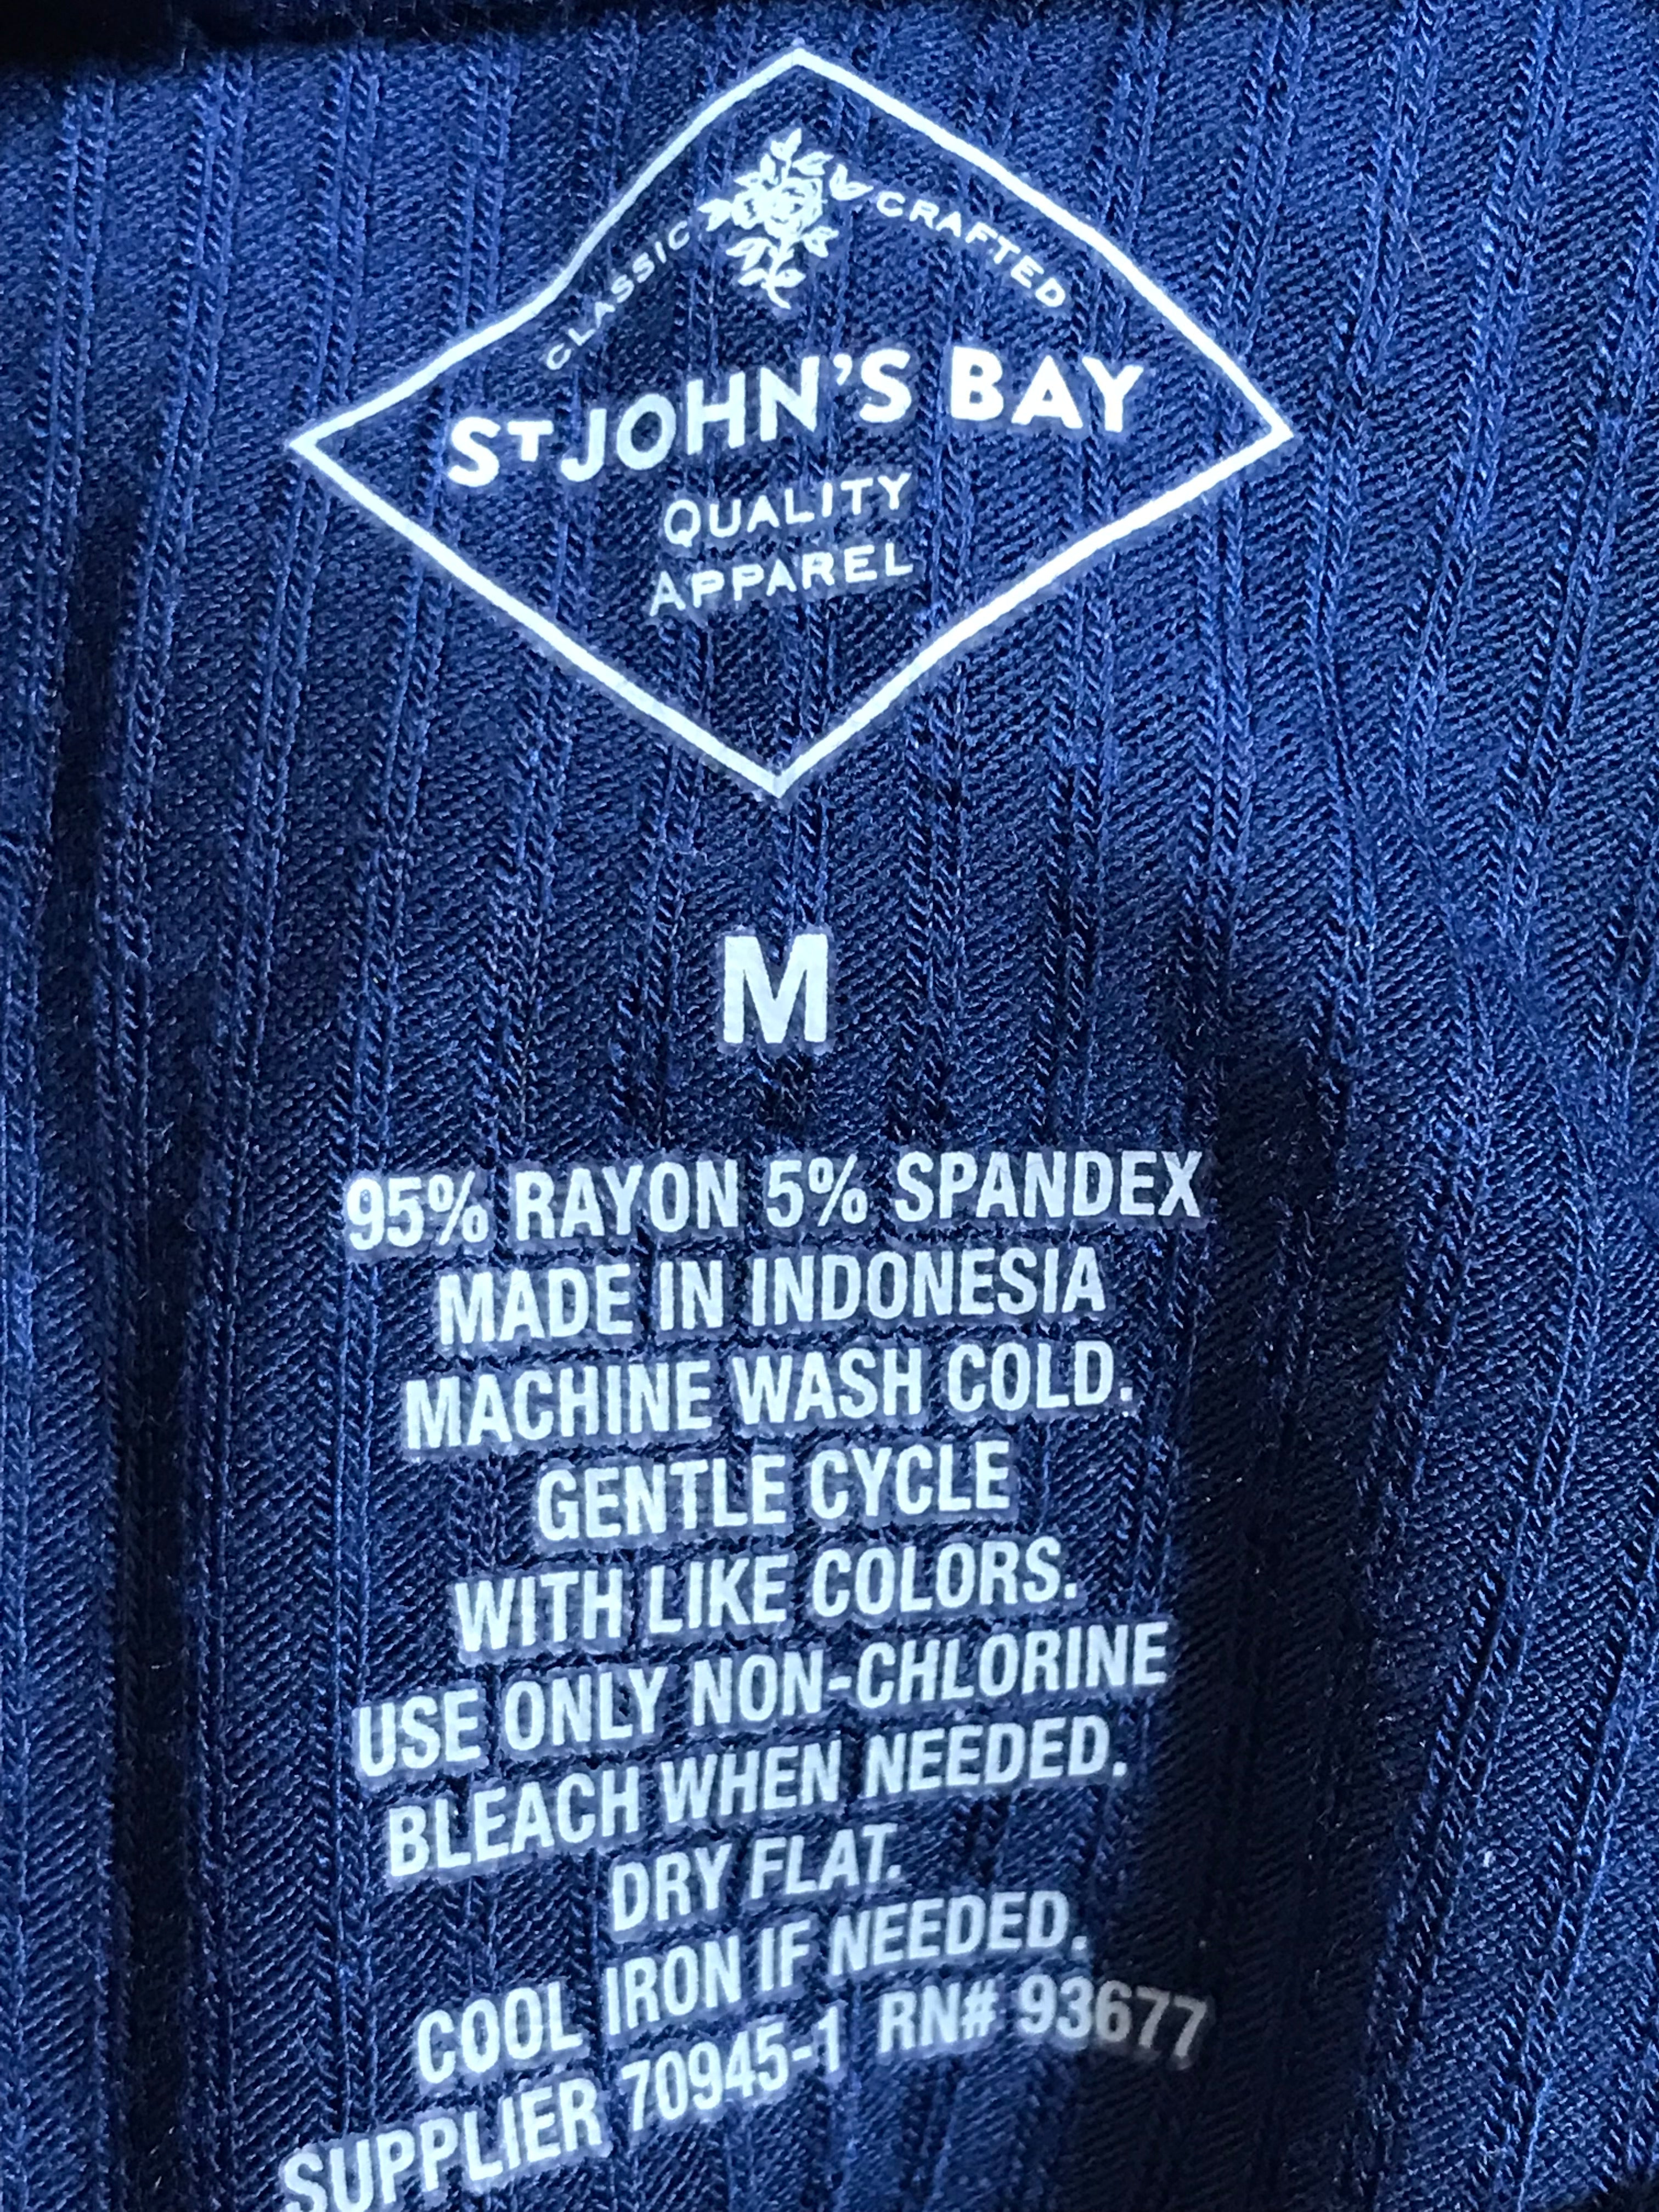 CLASSIC CRAFTED
ST JOHN'S BAY
QUALITY
APPAREL
M
95% RAYON 5% SPANDEX
MADE IN INDONESIA
MACHINE WASH COLD.
GENTLE CYCLE
WITH LIKE COLORS.
USE ONLY NON-CHLORINE
BLEACH WHEN NEEDED.
DRY FLAT.
COOL IRON IF NEEDED.
SUPPLIER 70945-1 RN# 93677